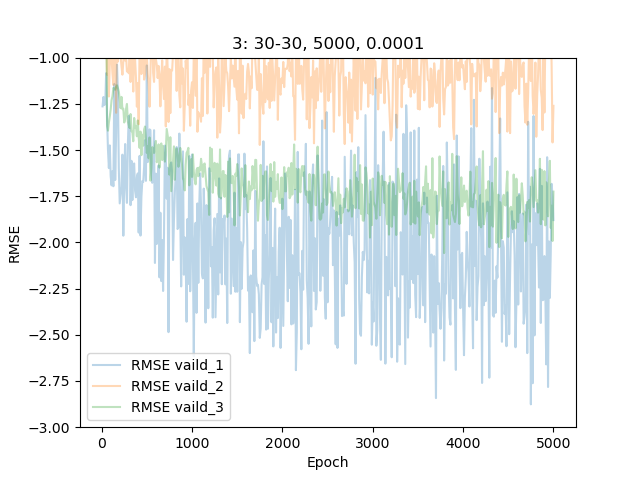 3: 30-30, 5000, 0.0001
−1.00
−1.25
−1.50
−1.75
−2.00
−2.25
−2.50
−2.75
−3.00
RMSE
RMSE vaild_1
RMSE vaild_2
RMSE vaild_3
0 1000 2000 3000 4000 5000
Epoch